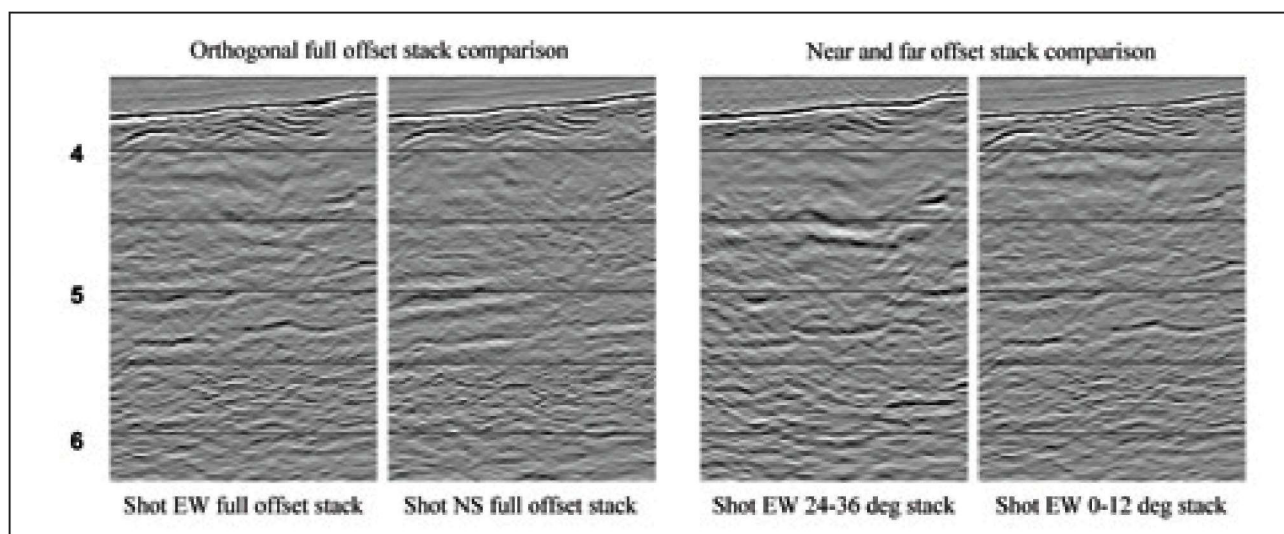 Orthogonal full offset stack comparison
Near and far offset stack comparison
4
5
6
Shot EW full offset stack
Shot NS full offset stack
Shot EW 24-36 deg stack
Shot EW 0-12 deg stack